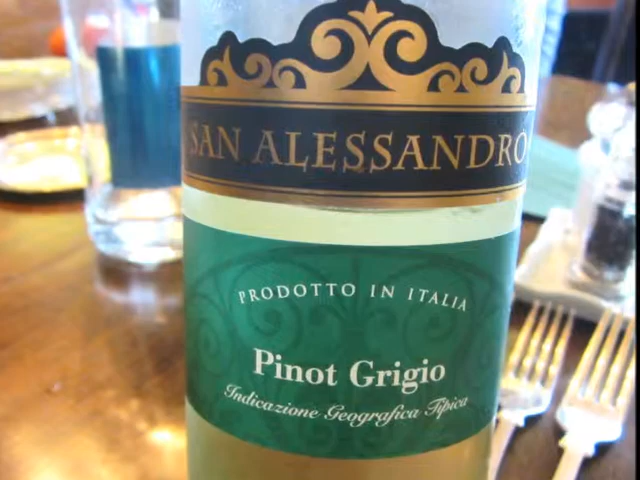 SAN ALESSANDRO
PRODOTTO IN ITALIA
Pinot Grigio
Indicazione Geografica Tipica